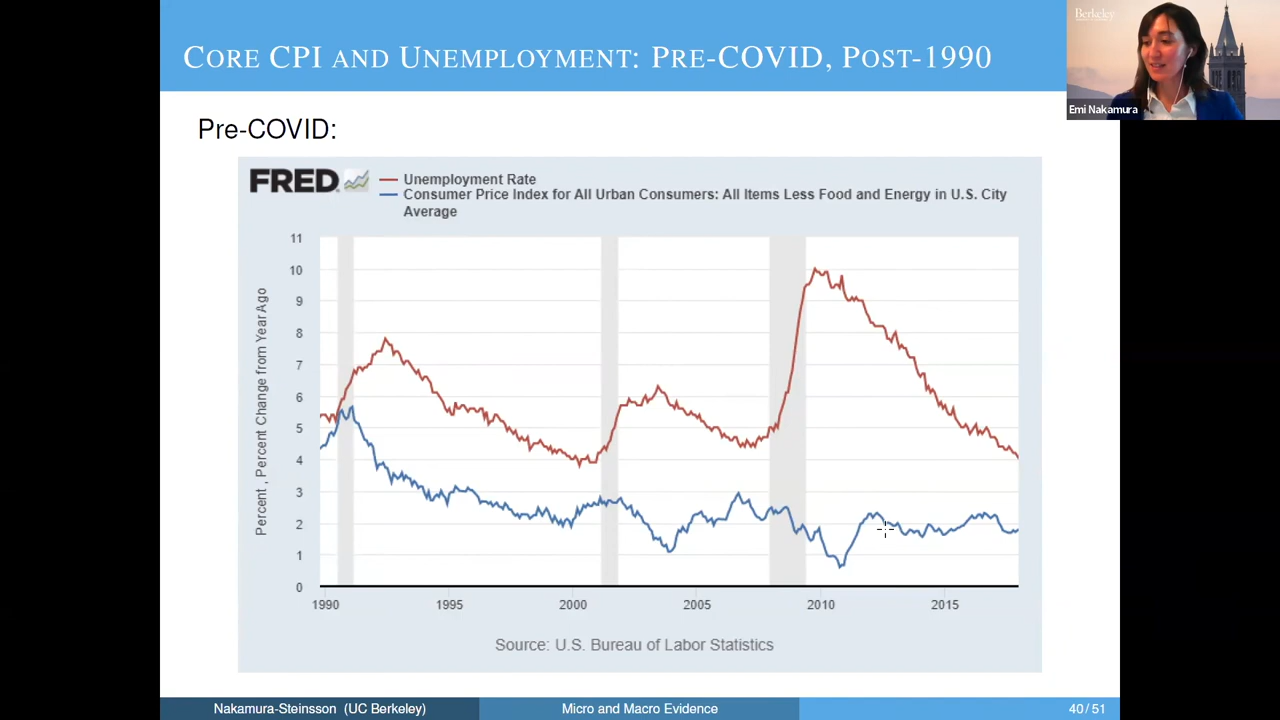 CORE CPI AND UNEMPLOYMENT: PRE-COVID, POST-1990
Berkeley
Emi Nakamura
Pre-COVID:
FRED
Unemployment Rate
Consumer Price Index for All Urban Consumers: All Items Less Food and Energy in U.S. City
Average
Percent , Percent Change from Year Ago
11
10
9
8
7
6
5
4
3
2
1
0
1990
1995
2000
2005
2010
2015
Source: U.S. Bureau of Labor Statistics
Nakamura-Steinsson (UC Berkeley)
Micro and Macro Evidence
40 / 51